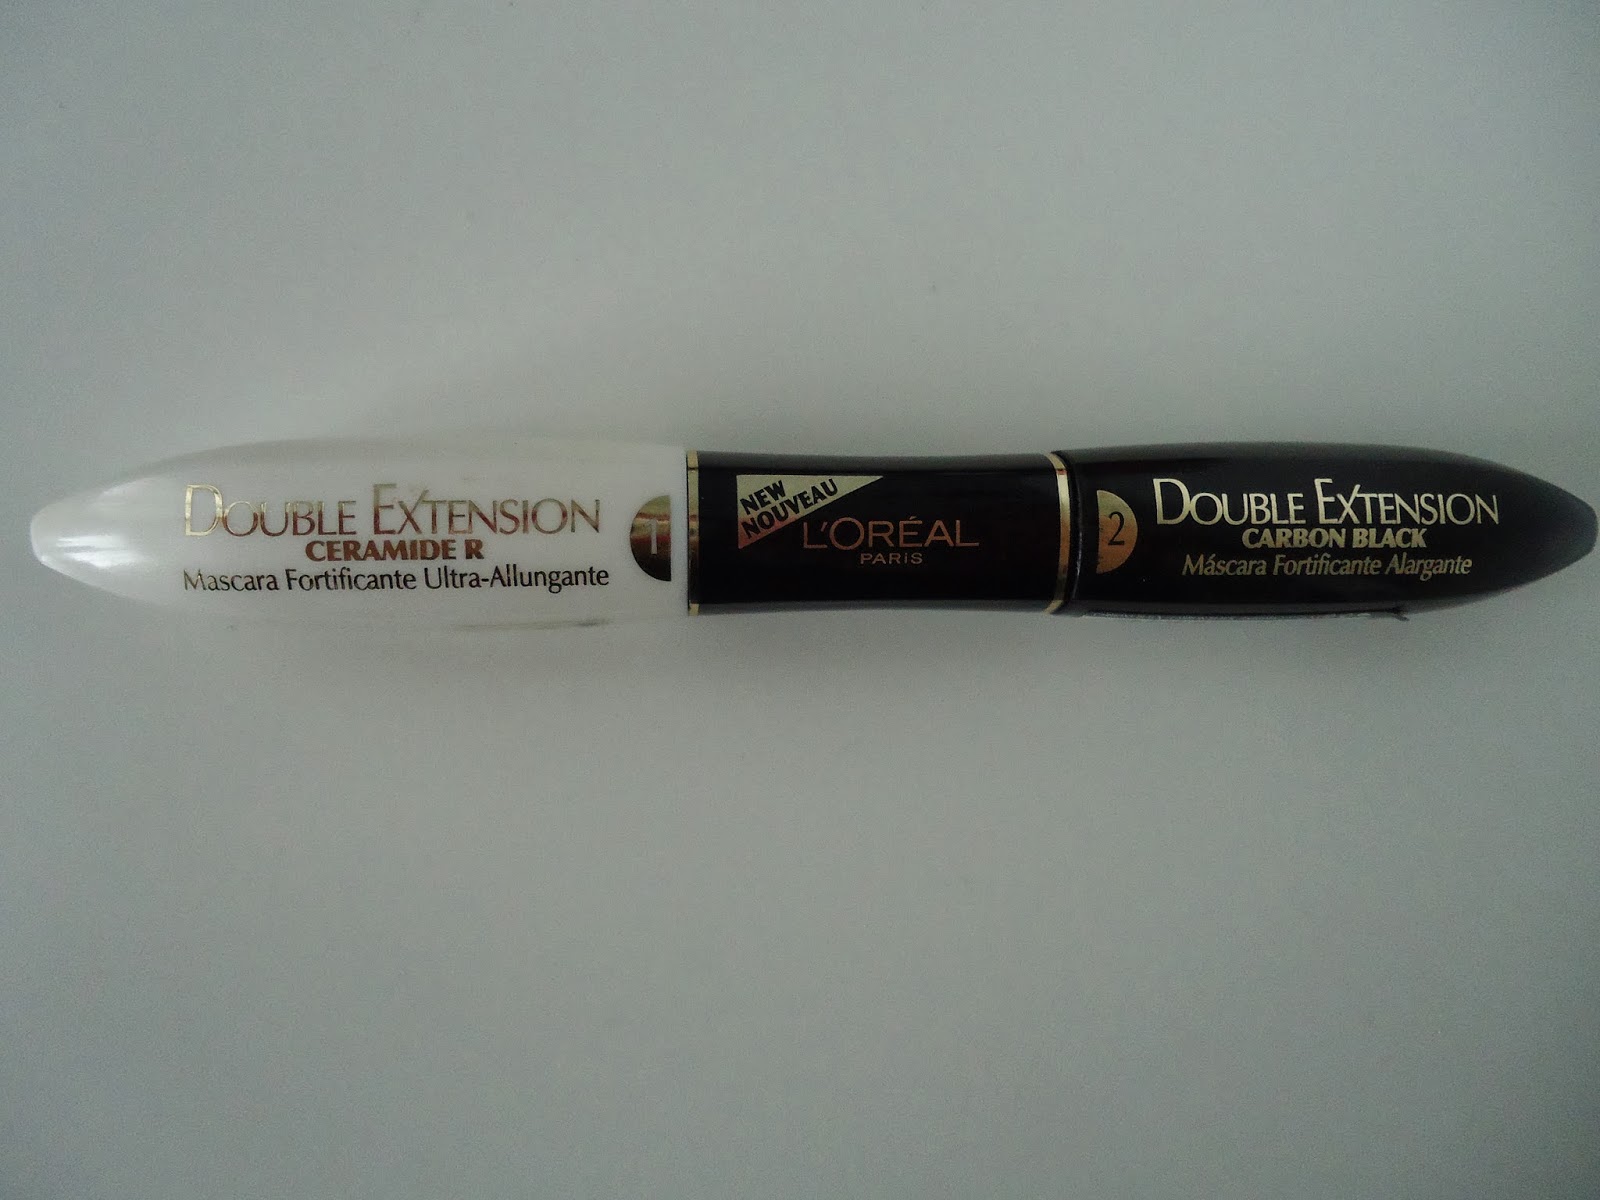 DOUBLE EXTENSION
CERAMIDE R
Mascara Fortificante Ultra-Allungante
1
NEW
NOUVEAU
L'ORÉAL
PARIS
2
DOUBLE EXTENSION
CARBON BLACK
Máscara Fortificante Alargante